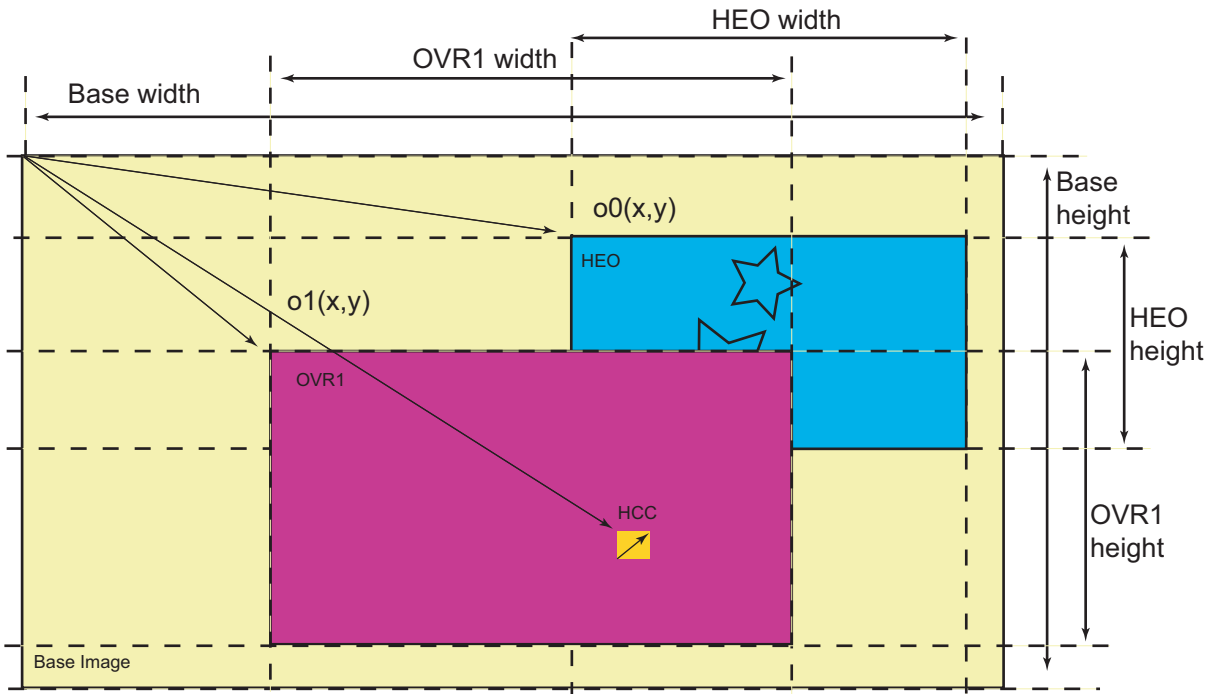 HEO width
OVR1 width
Base width
Base
height
o0(x,y)
HEO
o1(x,y)
HEO
height
OVR1
HCC
OVR1
height
Base Image